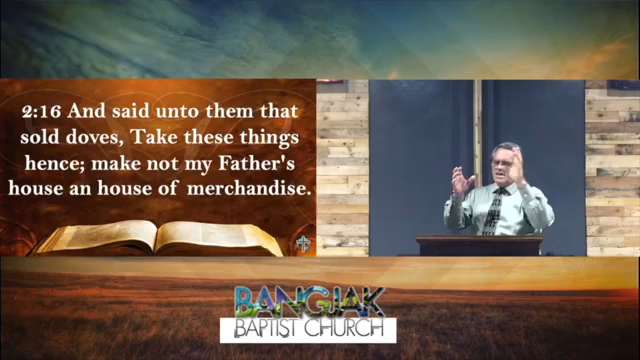 2:16 And said unto them that
sold doves, Take these things
hence; make not my Father's
house an house of merchandise.
BANGJAK
BAPTIST CHURCH